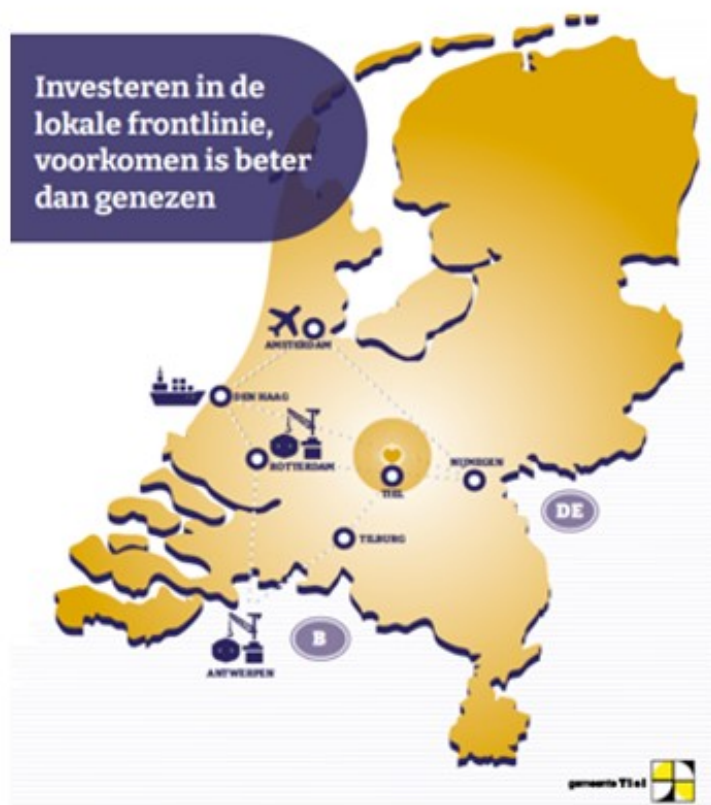 Investeren in de
lokale frontlinie,
voorkomen is beter
dan genezen
AMSTERDAM
DEN HAAG
ROTTERDAM
NIJMEGEN
TIEL
DE
TILBURG
B
ANTWERPEN
gemeente Tiel